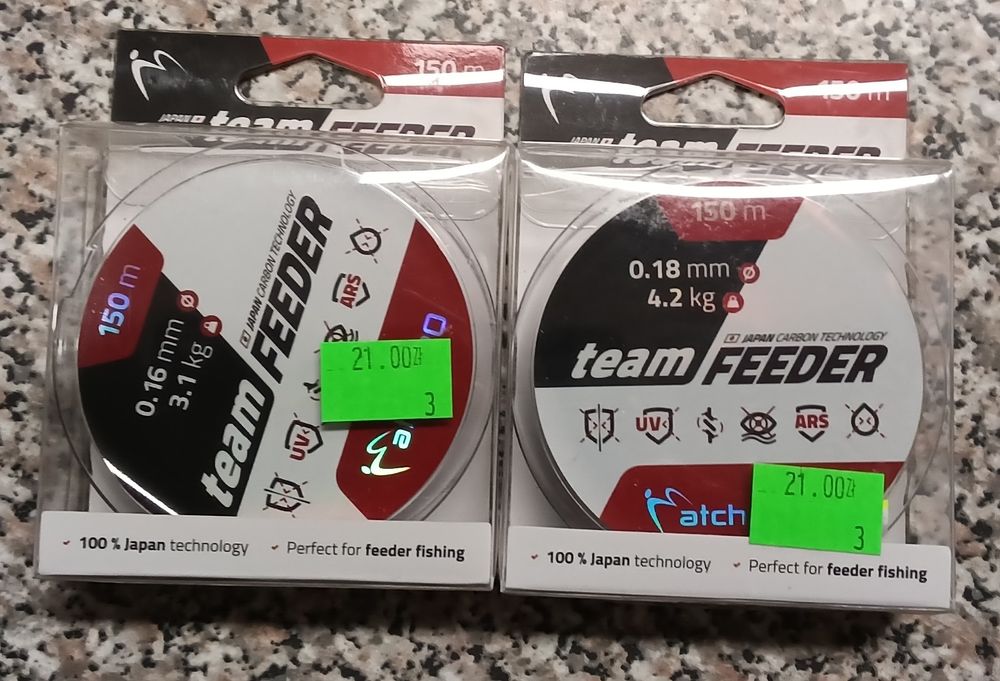 150 m
JAPAN team FEEDER
150 m
0.16 mm
3.1 kg
JAPAN CARBON TECHNOLOGY
team FEEDER
UV
ARS
21.00zł
3
100 % Japan technology
Perfect for feeder fishing
150 m
JAPAN team FEEDER
150 m
0.18 mm
4.2 kg
JAPAN CARBON TECHNOLOGY
team FEEDER
UV
ARS
Match
21.00zł
3
100 % Japan technology
Perfect for feeder fishing